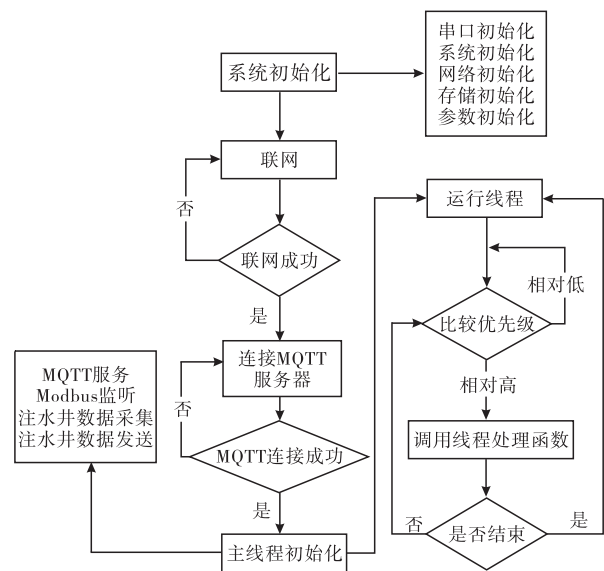 系统初始化
串口初始化
系统初始化
网络初始化
存储初始化
参数初始化
联网
否
联网成功
是
连接MQTT
服务器
否
MQTT连接成功
是
主线程初始化
MQTT服务
Modbus监听
注水井数据采集
注水井数据发送
运行线程
相对低
比较优先级
相对高
调用线程处理函数
否
是否结束
是